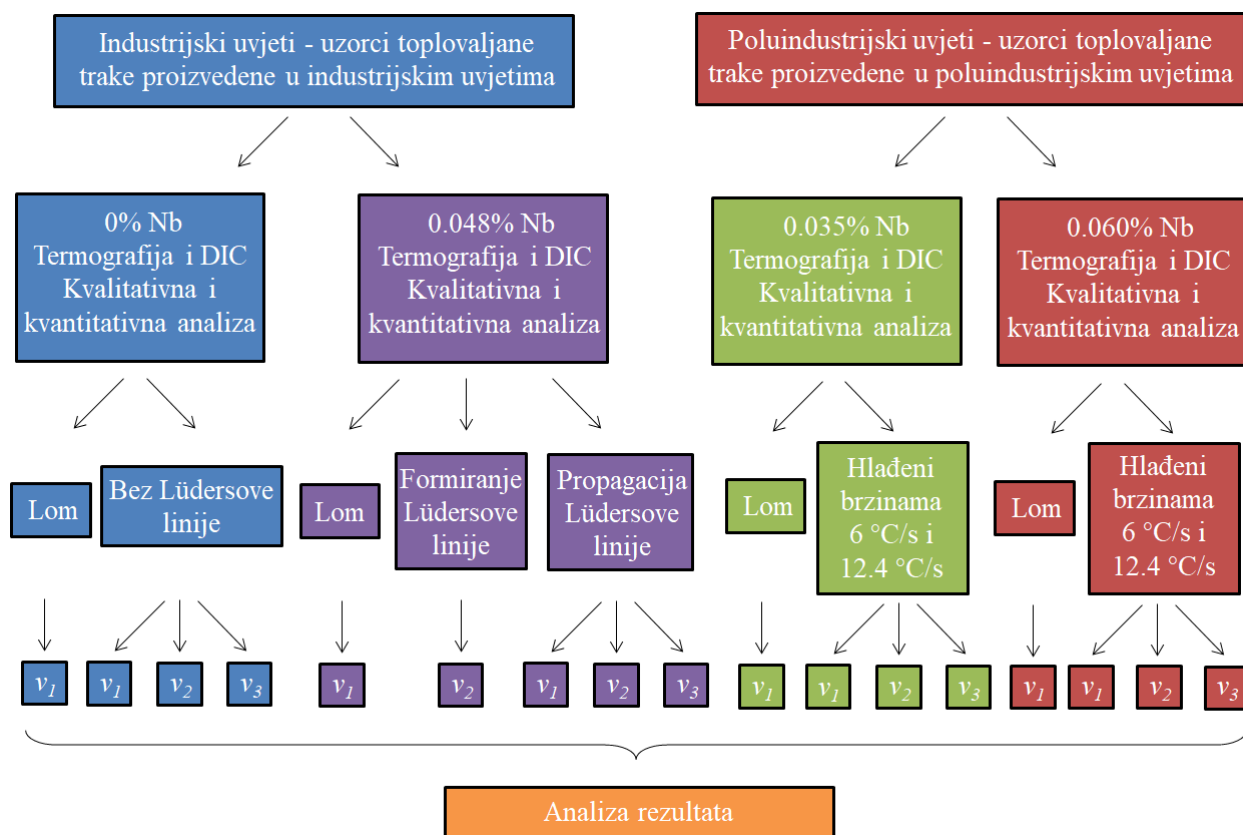 Industrijski uvjeti - uzorci toplovaljane
trake proizvedene u industrijskim uvjetima
Poluindustrijski uvjeti - uzorci toplovaljane
trake proizvedene u poluindustrijskim uvjetima
0% Nb
Termografija i DIC
Kvalitativna i
kvantitativna analiza
0.048% Nb
Termografija i DIC
Kvalitativna i
kvantitativna analiza
0.035% Nb
Termografija i DIC
Kvalitativna i
kvantitativna analiza
0.060% Nb
Termografija i DIC
Kvalitativna i
kvantitativna analiza
Lom
Bez Lüdersove
linije
Lom
Formiranje
Lüdersove
linije
Propagacija
Lüdersove
linije
Lom
Hlađeni
brzinama
6 °C/s i
12.4 °C/s
Lom
Hlađeni
brzinama
6 °C/s i
12.4 °C/s
v1
v1
v2
v3
v1
v2
v1
v2
v3
v1
v1
v2
v3
v1
v1
v2
v3
Analiza rezultata